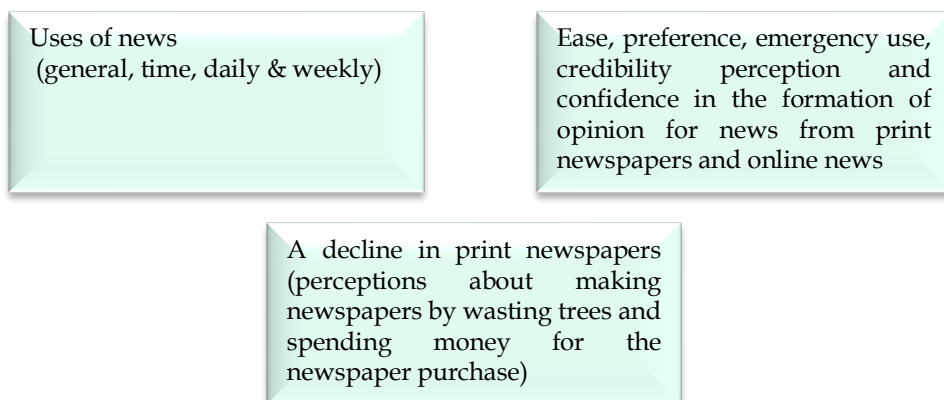 Uses of news
(general, time, daily & weekly)
Ease, preference, emergency use,
credibility perception and
confidence in the formation of
opinion for news from print
newspapers and online news
A decline in print newspapers
(perceptions about making
newspapers by wasting trees and
spending money for the
newspaper purchase)